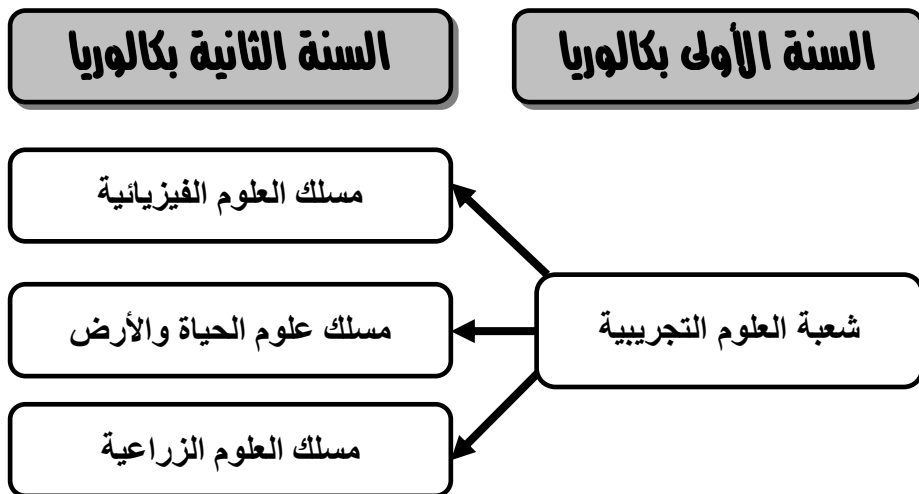 السنة الأولى بكالوريا
السنة الثانية بكالوريا
شعبة العلوم التجريبية
مسلك العلوم الفيزيائية
مسلك علوم الحياة والأرض
مسلك العلوم الزراعية